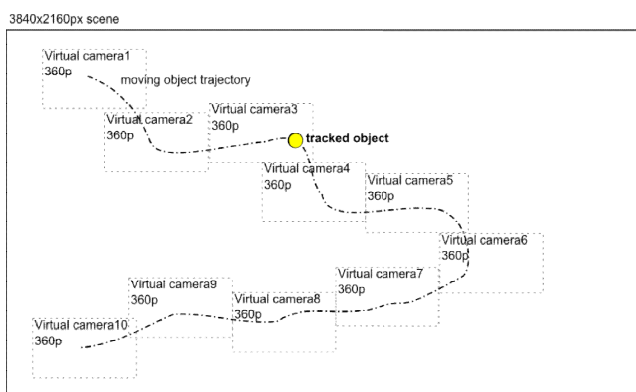 3840x2160px scene
Virtual camera1
360p
moving object trajectory
Virtual camera2
360p
Virtual camera3
360p
tracked object
Virtual camera4
360p
Virtual camera5
360p
Virtual camera6
360p
Virtual camera7
360p
Virtual camera8
360p
Virtual camera9
360p
Virtual camera10
360p